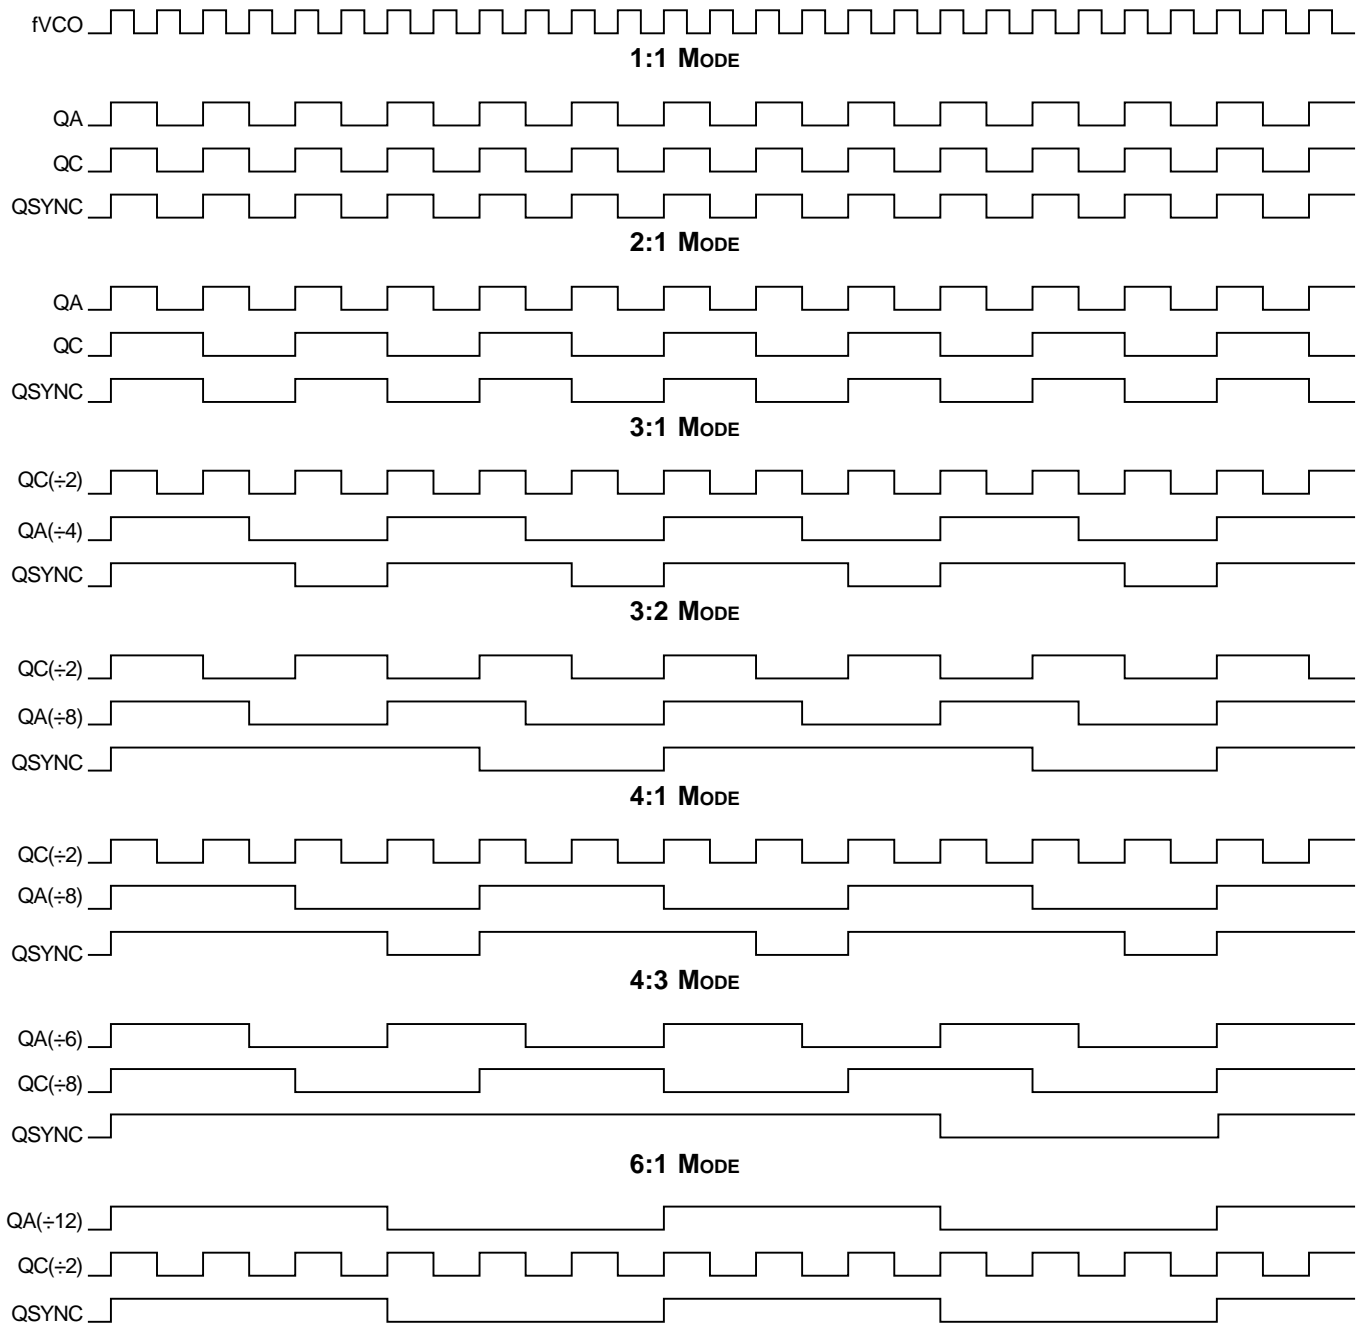 fVCO
1:1 MODE
QA
QC
QSYNC
2:1 MODE
QA
QC
QSYNC
3:1 MODE
QC(÷2)
QA(÷4)
QSYNC
3:2 MODE
QC(÷2)
QA(÷8)
QSYNC
4:1 MODE
QC(÷2)
QA(÷8)
QSYNC
4:3 MODE
QA(÷6)
QC(÷8)
QSYNC
6:1 MODE
QA(÷12)
QC(÷2)
QSYNC